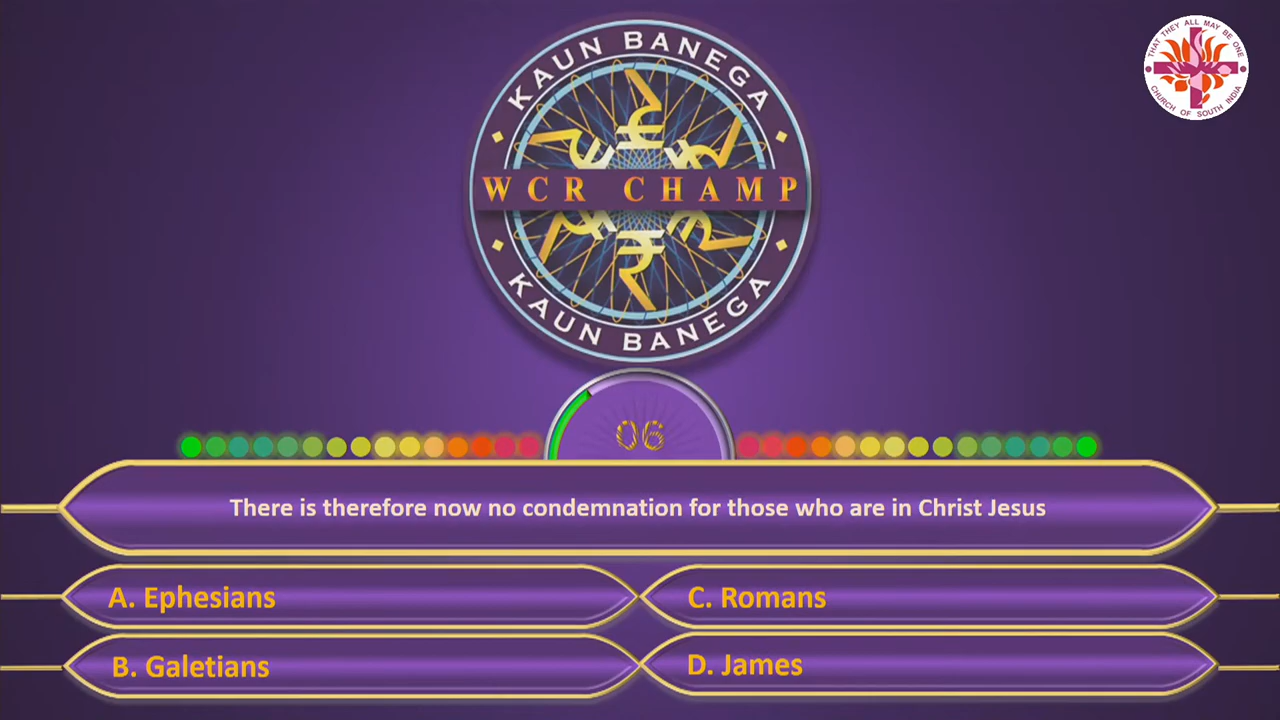 KAUN BANEGA
WCR CHAMP
KAUN BANEGA
THAT THEY ALL MAY BE ONE
CHURCH OF SOUTH INDIA
06
There is therefore now no condemnation for those who are in Christ Jesus
A. Ephesians
C. Romans
B. Galetians
D. James